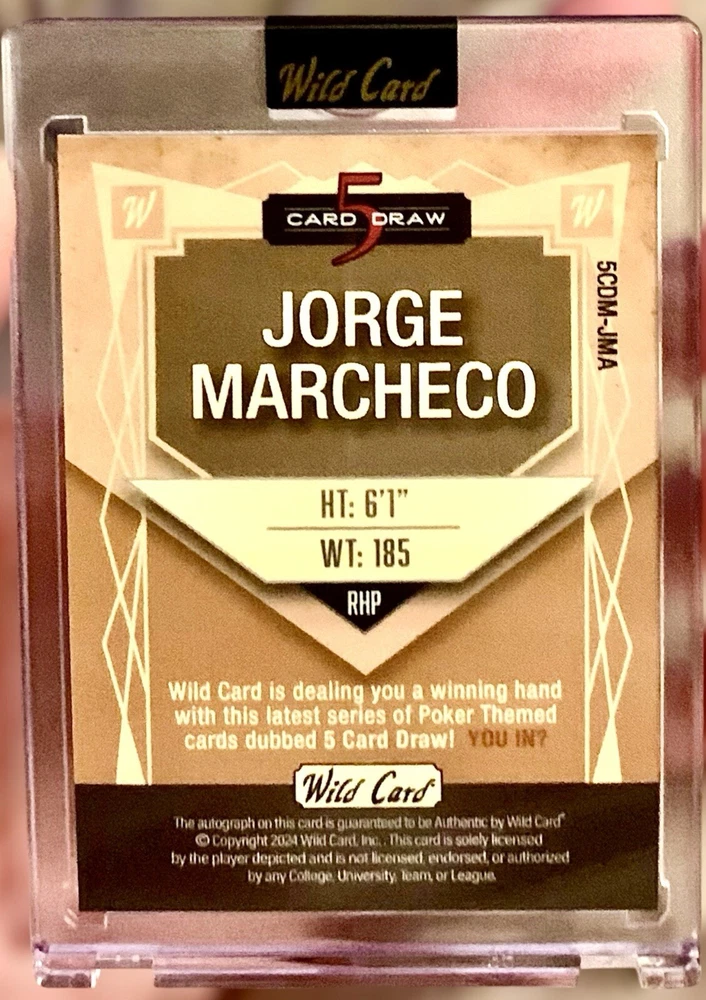 Wild Card
W
5
CARD DRAW
W
5CDM-JMA
JORGE
MARCHECO
HT: 6'1"
WT: 185
RHP
Wild Card is dealing you a winning hand
with this latest series of Poker Themed
cards dubbed 5 Card Draw! YOU IN?
Wild Card
The autograph on this card is guaranteed to be Authentic by Wild Card®
© Copyright 2024 Wild Card, Inc. . This card is solely licensed
by the player depicted and is not licensed, endorsed, or authorized
by any College, University, Team, or League.